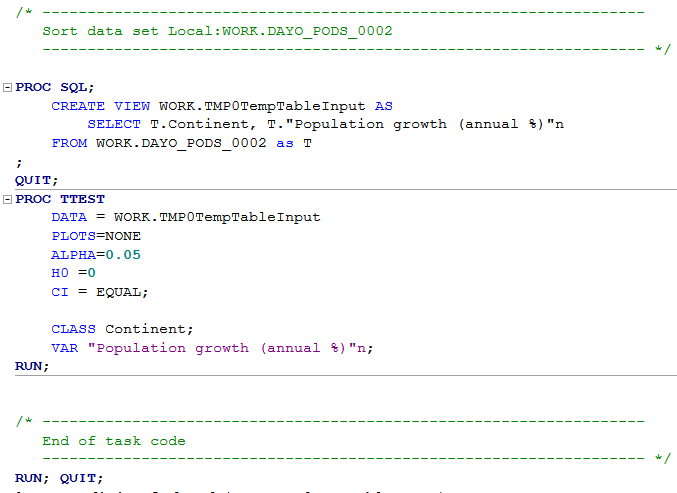 /* -------------------------------------------------------------------
Sort data set Local:WORK.DAYO_PODS_0002
------------------------------------------------------------------- */
PROC SQL;
CREATE VIEW WORK.TMP0TempTableInput AS
SELECT T.Continent, T."Population growth (annual %)"n
FROM WORK.DAYO_PODS_0002 as T
;
QUIT;
PROC TTEST
DATA = WORK.TMP0TempTableInput
PLOTS=NONE
ALPHA=0.05
H0 =0
CI = EQUAL;
CLASS Continent;
VAR "Population growth (annual %)"n;
RUN;
/* -------------------------------------------------------------------
End of task code
------------------------------------------------------------------- */
RUN; QUIT;